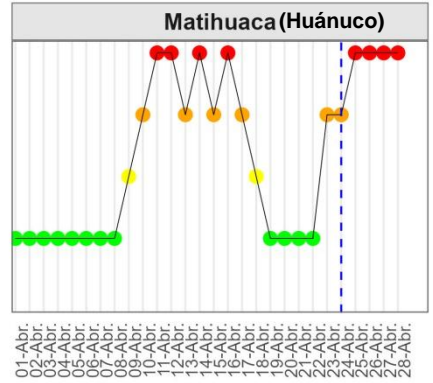 Matihuaca (Huánuco)
01-Abr.
02-Abr.
03-Abr.
04-Abr.
05-Abr.
06-Abr.
07-Abr.
08-Abr.
09-Abr.
10-Abr.
11-Abr.
12-Abr.
13-Abr.
14-Abr.
15-Abr.
16-Abr.
17-Abr.
18-Abr.
19-Abr.
20-Abr.
21-Abr.
22-Abr.
23-Abr.
24-Abr.
25-Abr.
26-Abr.
27-Abr.
28-Abr.